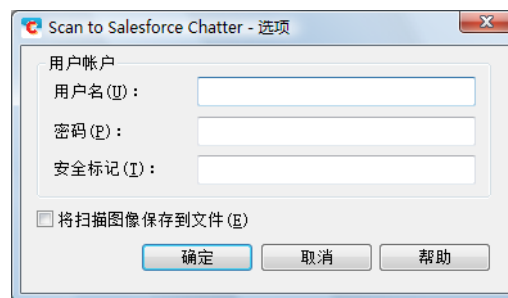 Scan to Salesforce Chatter - 选项
用户帐户
用户名(U)：
密码(P)：
安全标记(T)：
将扫描图像保存到文件(E)
确定 取消 帮助